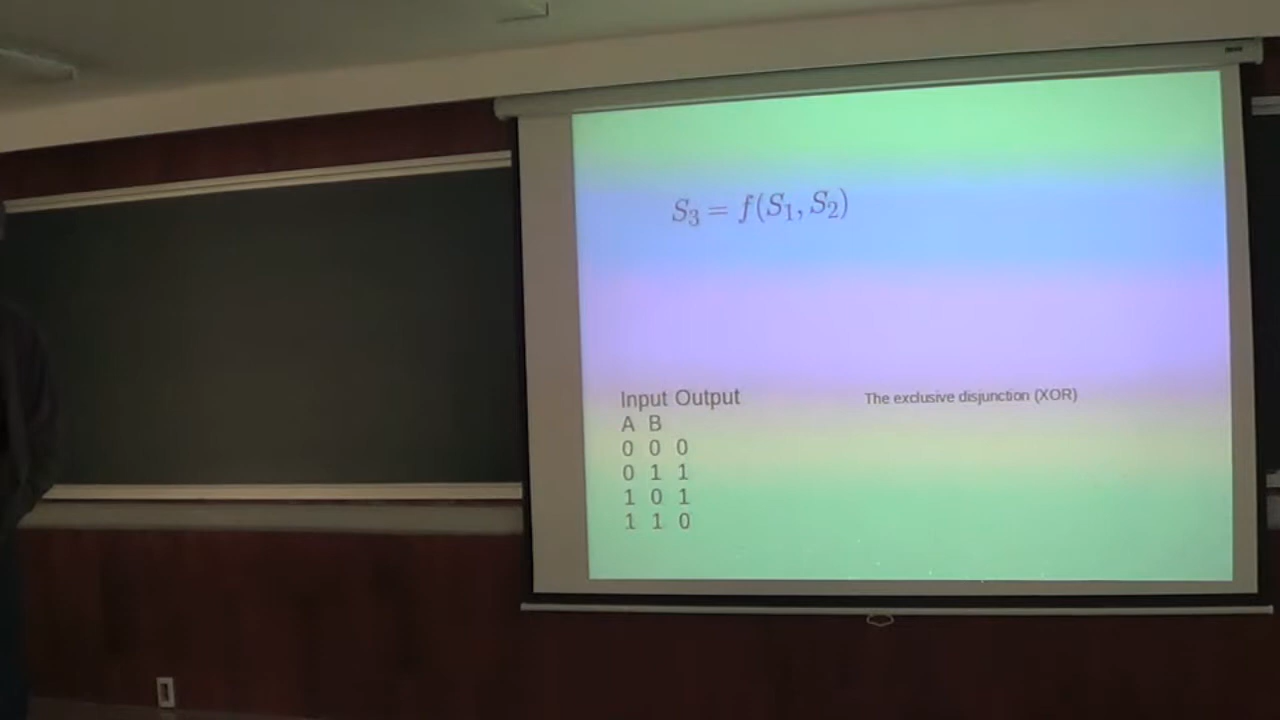 S₃ = f(S₁, S₂)
Input Output
The exclusive disjunction (XOR)
A B
0 0 0
0 1 1
1 0 1
1 1 0